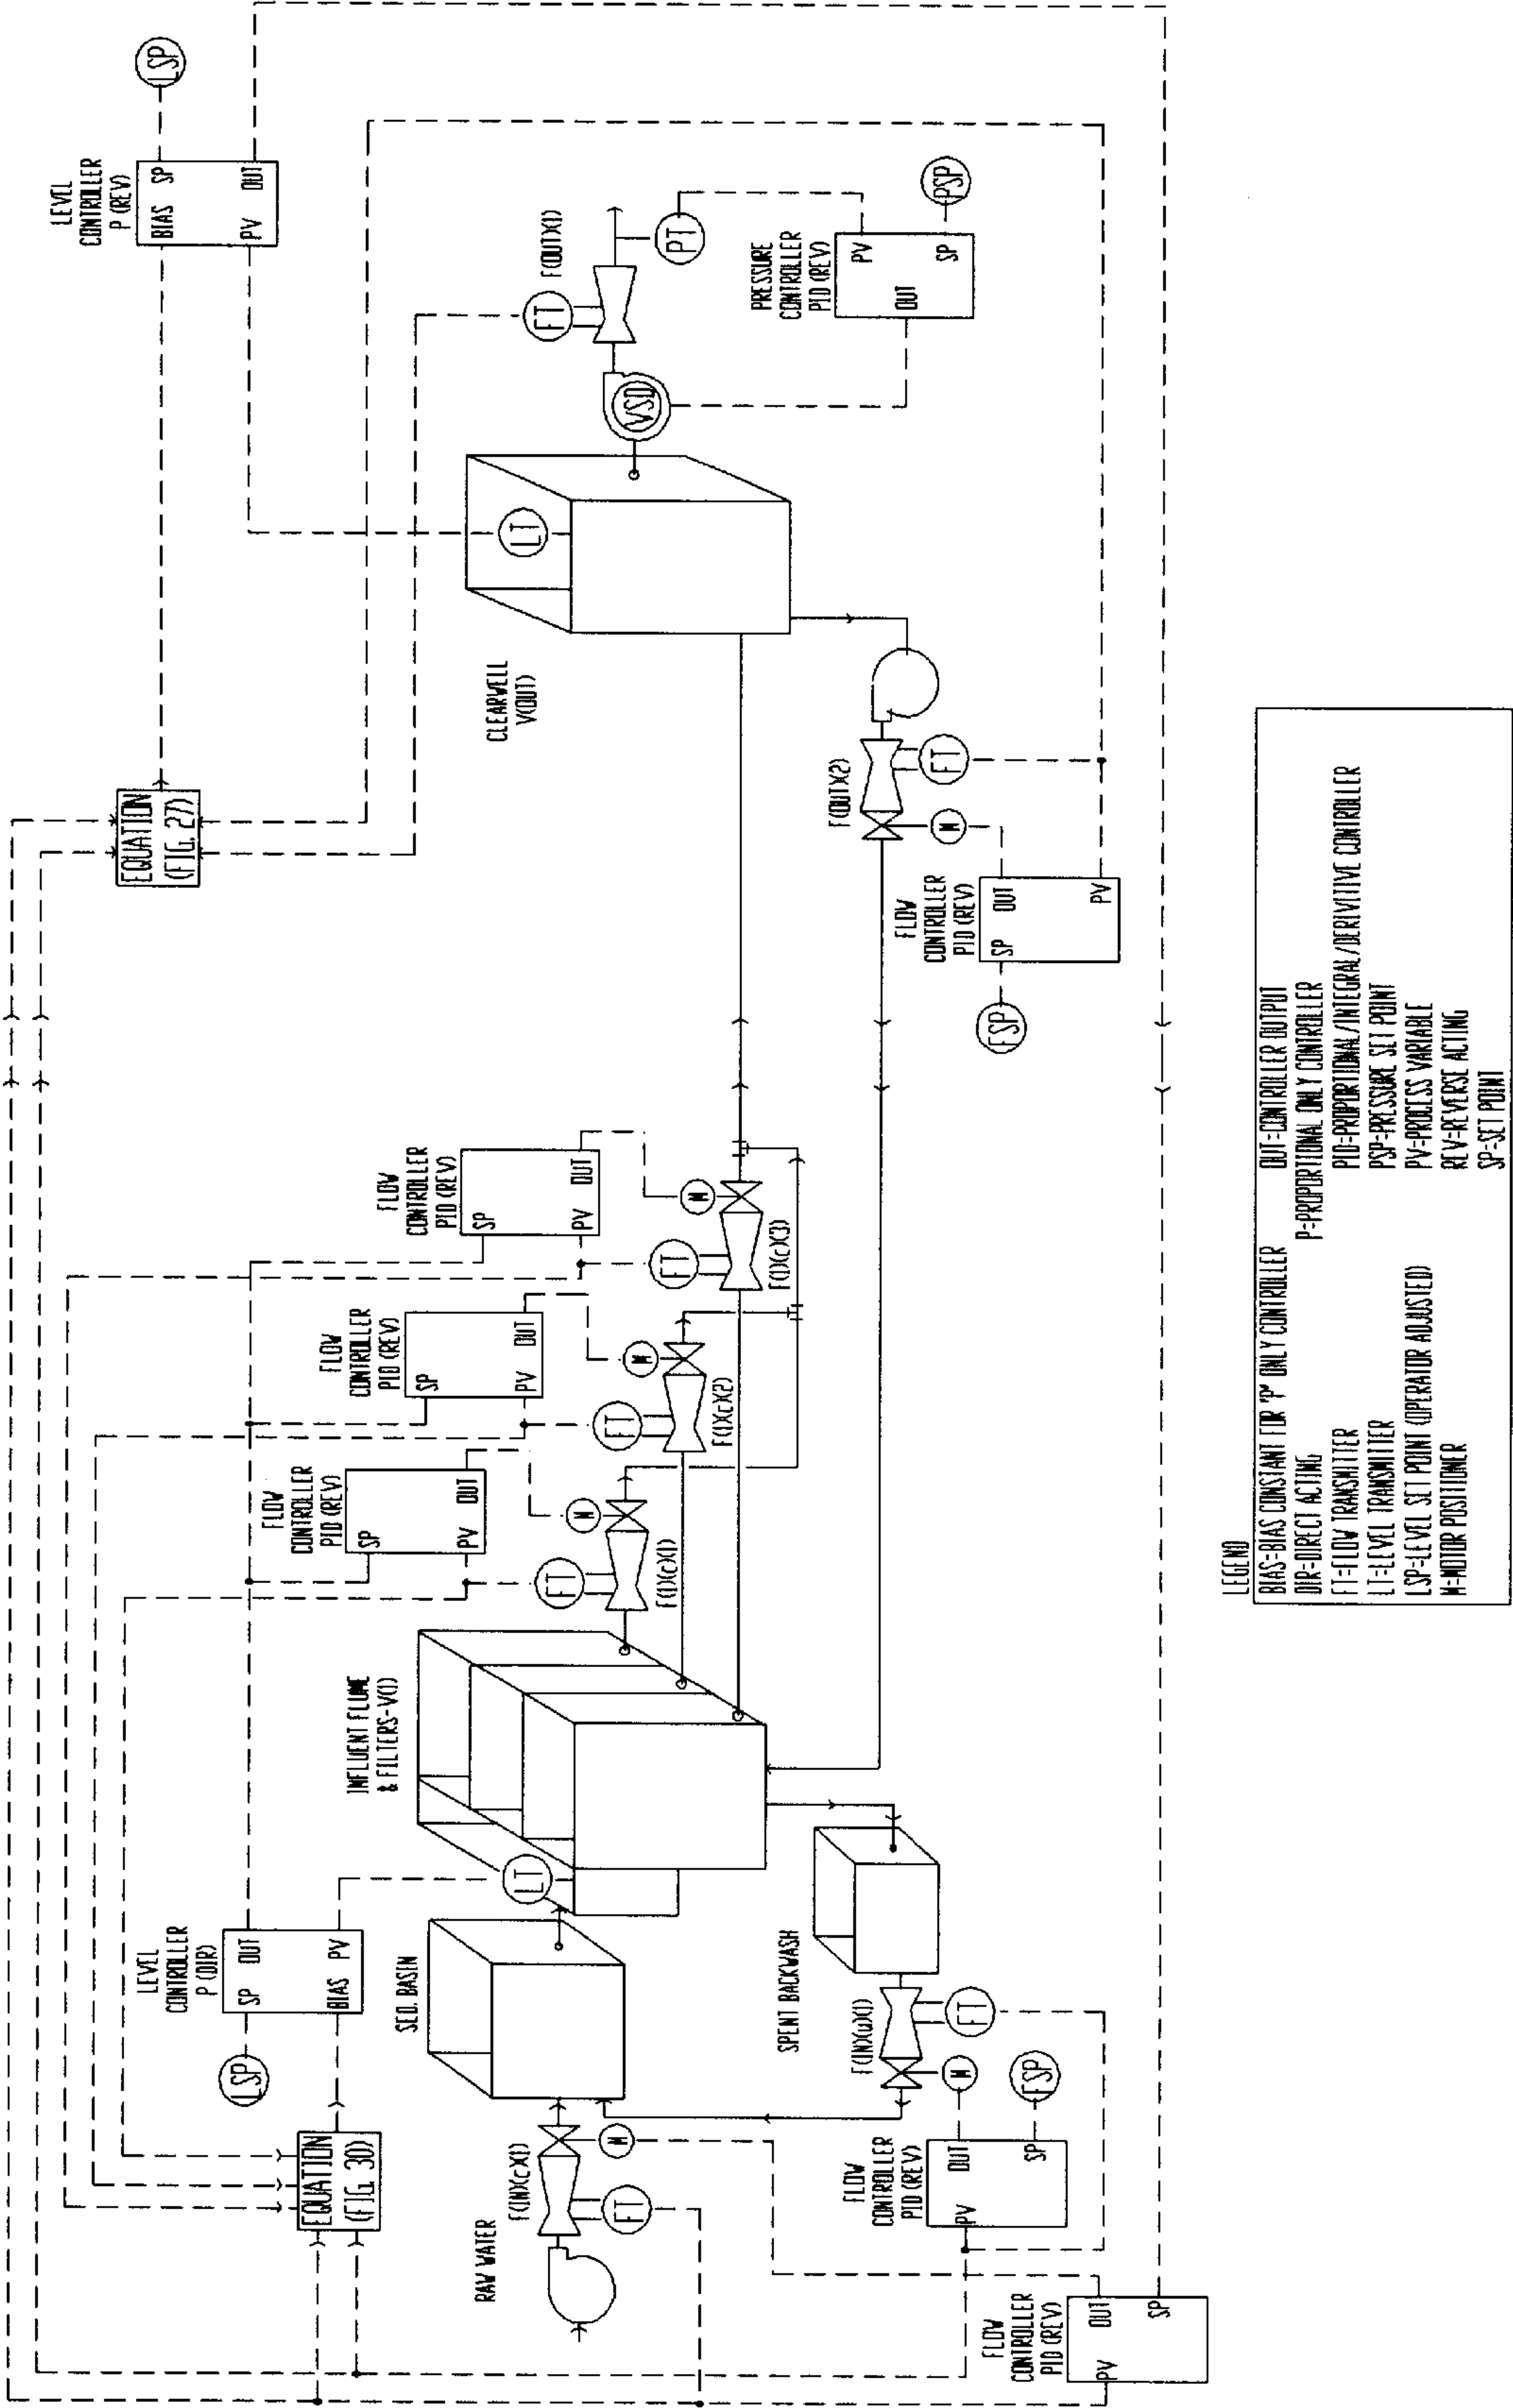 LSP
LEVEL
CONTROLLER
P (REV)
BIAS SP
PV OUT
EQUATION
(FIG. 27)
FT
F(OUT)(1)
PT
VSD
PRESSURE
CONTROLLER
PID (REV)
PV
OUT
SP
PSP
LT
CLEARWELL
V(OUT)
F(OUT)(2)
FT
M
FLOW
CONTROLLER
PID (REV)
SP OUT
PV
FSP
FLOW
CONTROLLER
PID (REV)
SP
PV OUT
M
FT
F(1)(c)(3)
FLOW
CONTROLLER
PID (REV)
SP
PV OUT
M
FT
F(1)(c)(2)
FLOW
CONTROLLER
PID (REV)
SP
PV OUT
M
FT
F(1)(c)(1)
INFLUENT FLUME
& FILTERS-V(1)
LT
LEVEL
CONTROLLER
P (DIR)
SP OUT
BIAS PV
LSP
EQUATION
(FIG. 30)
SED. BASIN
SPENT BACKWASH
F(IN)(u)(1)
FT
M
FSP
FLOW
CONTROLLER
PID (REV)
PV OUT
SP
RAW WATER
F(IN)(c)(1)
M
FT
FLOW
CONTROLLER
PID (REV)
PV OUT
SP
LEGEND
BIAS=BIAS CONSTANT FOR "P" ONLY CONTROLLER
DIR=DIRECT ACTING
FT=FLOW TRANSMITTER
LT=LEVEL TRANSMITTER
LSP=LEVEL SET POINT (OPERATOR ADJUSTED)
M=MOTOR POSITIONER
OUT=CONTROLLER OUTPUT
P=PROPORTIONAL ONLY CONTROLLER
PID=PROPORTIONAL/INTEGRAL/DERIVITIVE CONTROLLER
PSP=PRESSURE SET POINT
PV=PROCESS VARIABLE
REV=REVERSE ACTING
SP=SET POINT